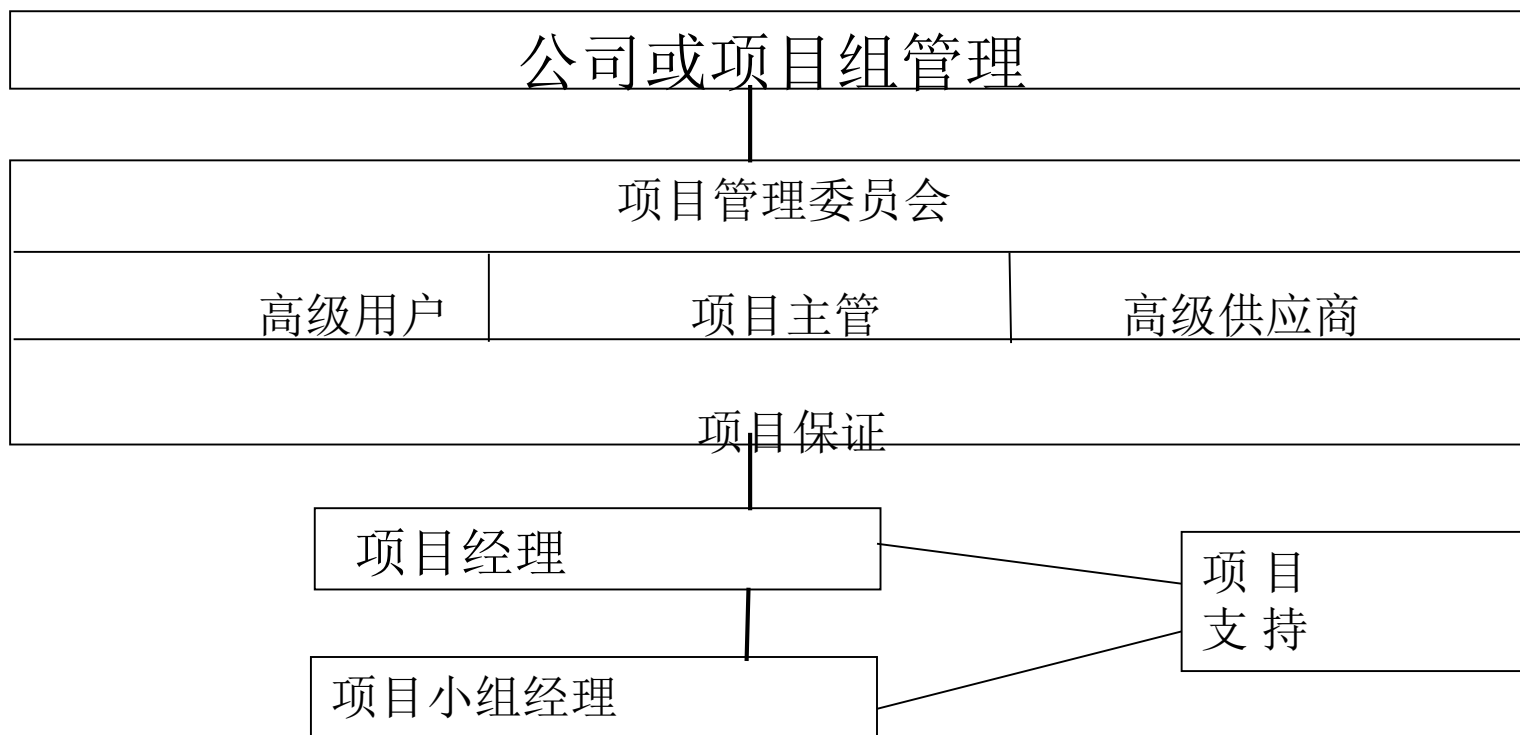 公司或项目组管理
项目管理委员会
高级用户 项目主管 高级供应商
项目保证
项目经理
项 目
支 持
项目小组经理